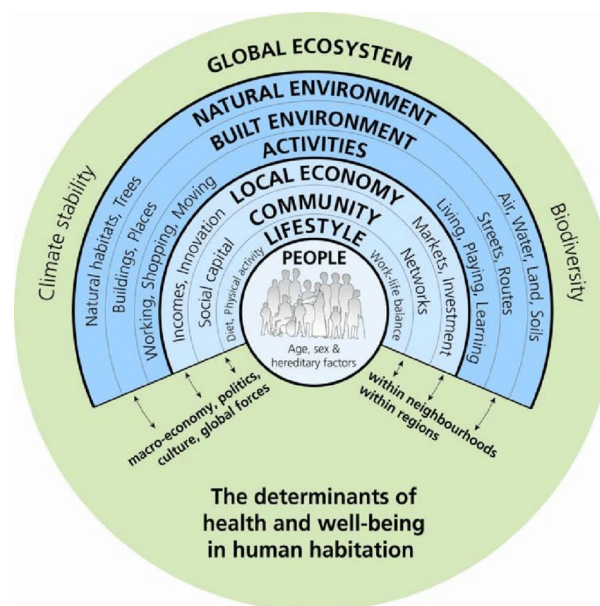 GLOBAL ECOSYSTEM
NATURAL ENVIRONMENT
BUILT ENVIRONMENT
ACTIVITIES
LOCAL ECONOMY
COMMUNITY
LIFESTYLE
PEOPLE
Age, sex &
hereditary factors
Climate stability
Natural habitats, Trees
Buildings, Places
Working, Shopping, Moving
Incomes, Innovation
Social capital
Diet, Physical activity
Work-life balance
Networks
Markets, Investment
Living, Playing, Learning
Streets, Routes
Air, Water, Land, Soils
Biodiversity
macro-economy, politics,
culture, global forces
within neighbourhoods
within regions
The determinants of
health and well-being
in human habitation